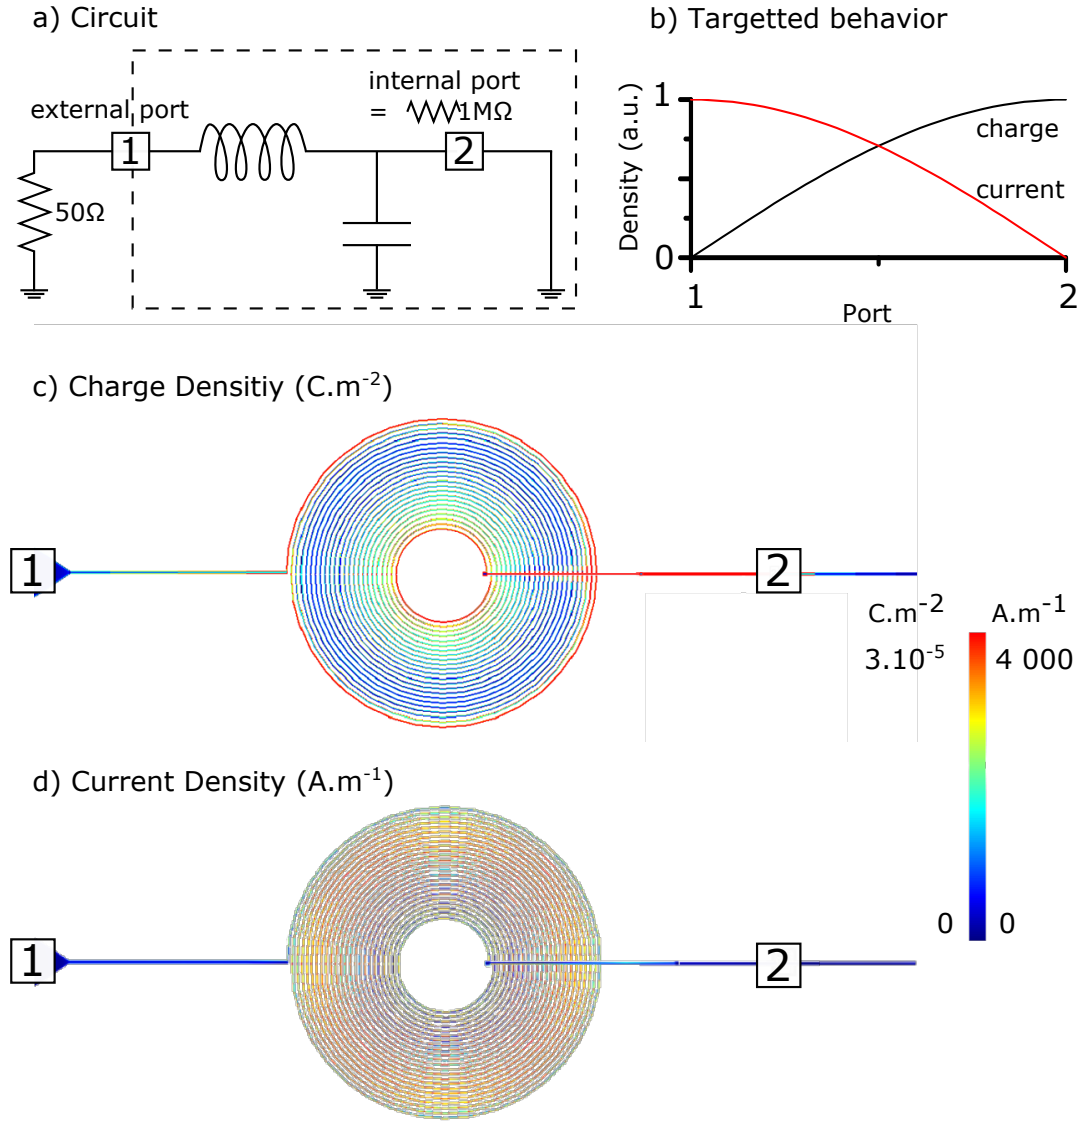 a) Circuit
b) Targetted behavior
internal port
= 1MΩ
external port
1
2
50Ω
Density (a.u.)
1
0
charge
current
1
2
Port
c) Charge Densitiy (C.m-2)
1
2
C.m-2
A.m-1
3.10-5
4 000
d) Current Density (A.m-1)
0
0
1
2